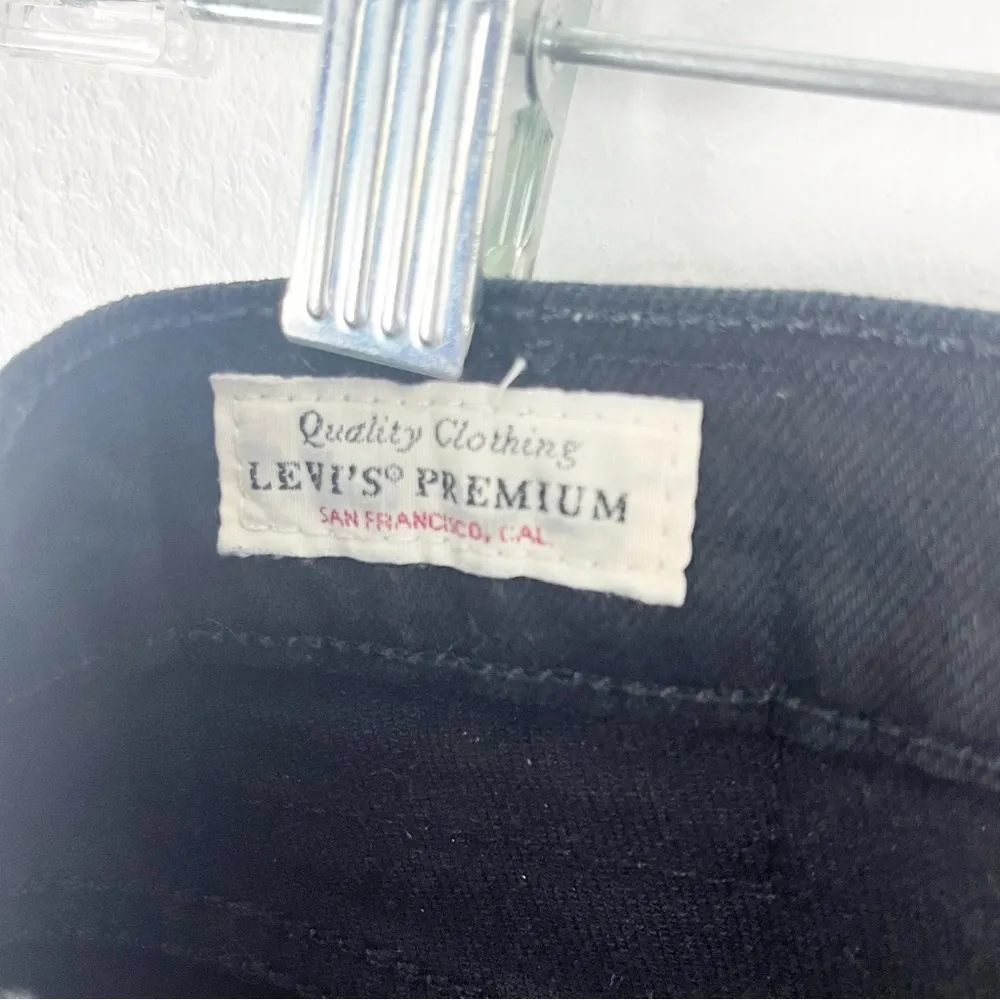 Quality Clothing
LEVI'S® PREMIUM
SAN FRANCISCO, CAL.